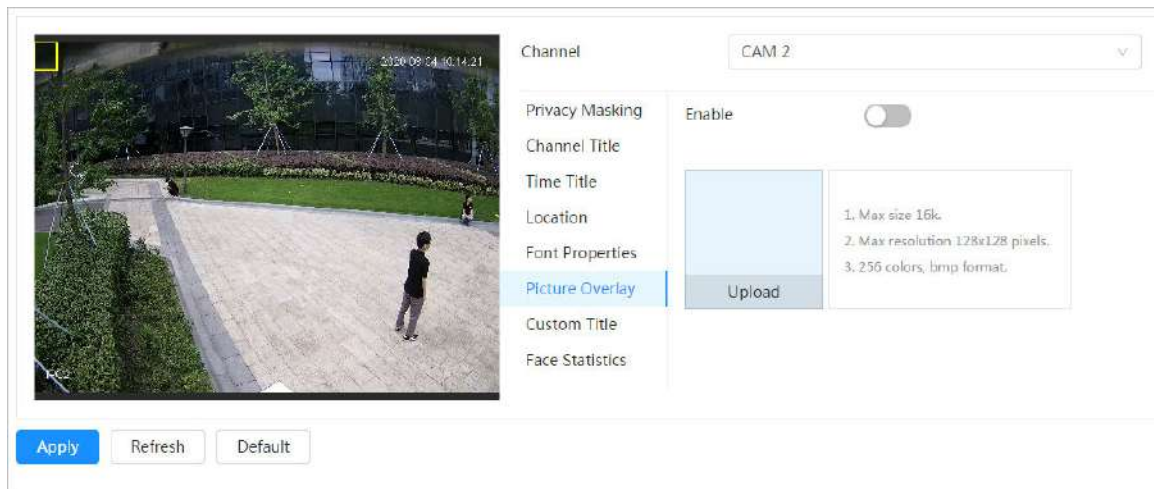 2020-09-04 10:14:21
Channel
CAM 2
Privacy Masking
Channel Title
Time Title
Location
Font Properties
Picture Overlay
Custom Title
Face Statistics
Enable
Upload
1. Max size 16k.
2. Max resolution 128x128 pixels.
3. 256 colors, bmp format.
Apply
Refresh
Default